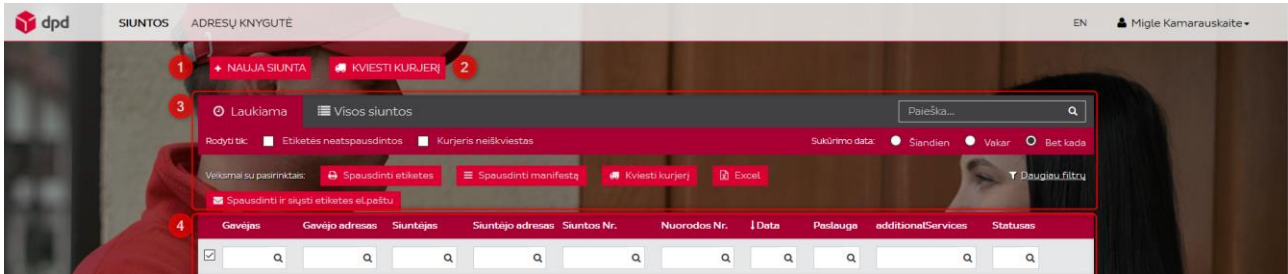 dpd SIUNTOS ADRESŲ KNYGUTĖ EN Migle Kamarauskaite
1 + NAUJA SIUNTA KVIESTI KURJERĮ 2
3 Laukiama Visos siuntos Paieška...
Rodyti tik: Etiketės neatspausdintos Kurjeris neiškviestas Sukūrimo data: Šiandien Vakar Bet kada
Veiksmai su pasirinktais: Spausdinti etiketes Spausdinti manifestą Kviesti kurjerį Excel Daugiau filtrų
Spausdinti ir siųsti etiketes el.paštu
4 Gavėjas Gavėjo adresas Siuntėjas Siuntėjo adresas Siuntos Nr. Nuorodos Nr. Data Paslauga additionalServices Statusas